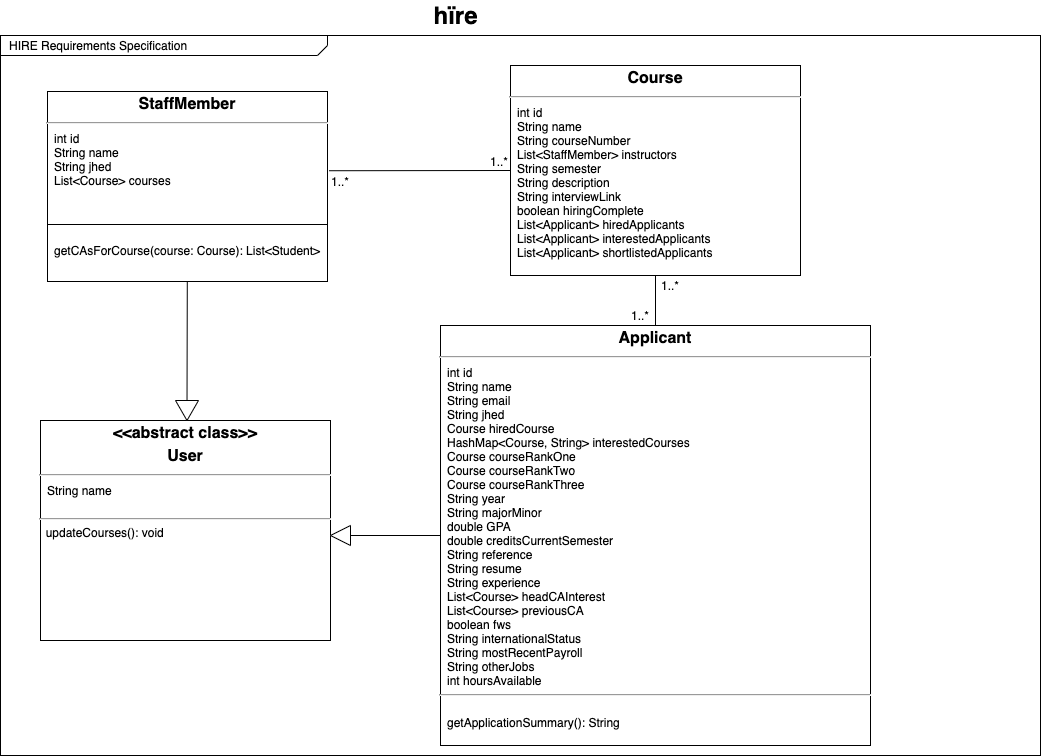 hïre
HIRE Requirements Specification
StaffMember
int id
String name
String jhed
List<Course> courses
getCAsForCourse(course: Course): List<Student>
1..*
1..*
Course
int id
String name
String courseNumber
List<StaffMember> instructors
String semester
String description
String interviewLink
boolean hiringComplete
List<Applicant> hiredApplicants
List<Applicant> interestedApplicants
List<Applicant> shortlistedApplicants
1..*
1..*
<<abstract class>>
User
String name
updateCourses(): void
Applicant
int id
String name
String email
String jhed
Course hiredCourse
HashMap<Course, String> interestedCourses
Course courseRankOne
Course courseRankTwo
Course courseRankThree
String year
String majorMinor
double GPA
double creditsCurrentSemester
String reference
String resume
String experience
List<Course> headCAInterest
List<Course> previousCA
boolean fws
String internationalStatus
String mostRecentPayroll
String otherJobs
int hoursAvailable
getApplicationSummary(): String